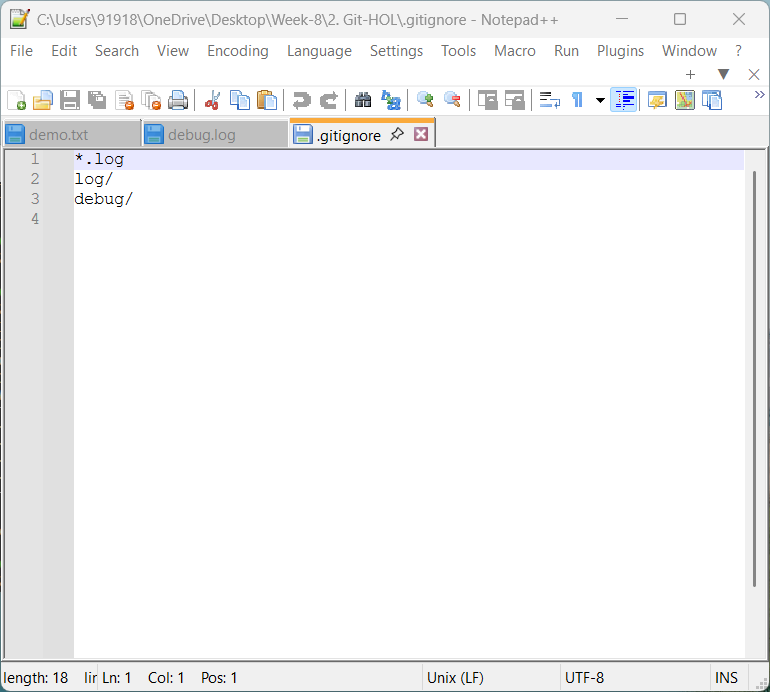 C:\Users\91918\OneDrive\Desktop\Week-8\2. Git-HOL\.gitignore - Notepad++
File Edit Search View Encoding Language Settings Tools Macro Run Plugins Window ?
demo.txt debug.log .gitignore
1 *.log
2 log/
3 debug/
4
length: 18 lir Ln: 1 Col: 1 Pos: 1 Unix (LF) UTF-8 INS